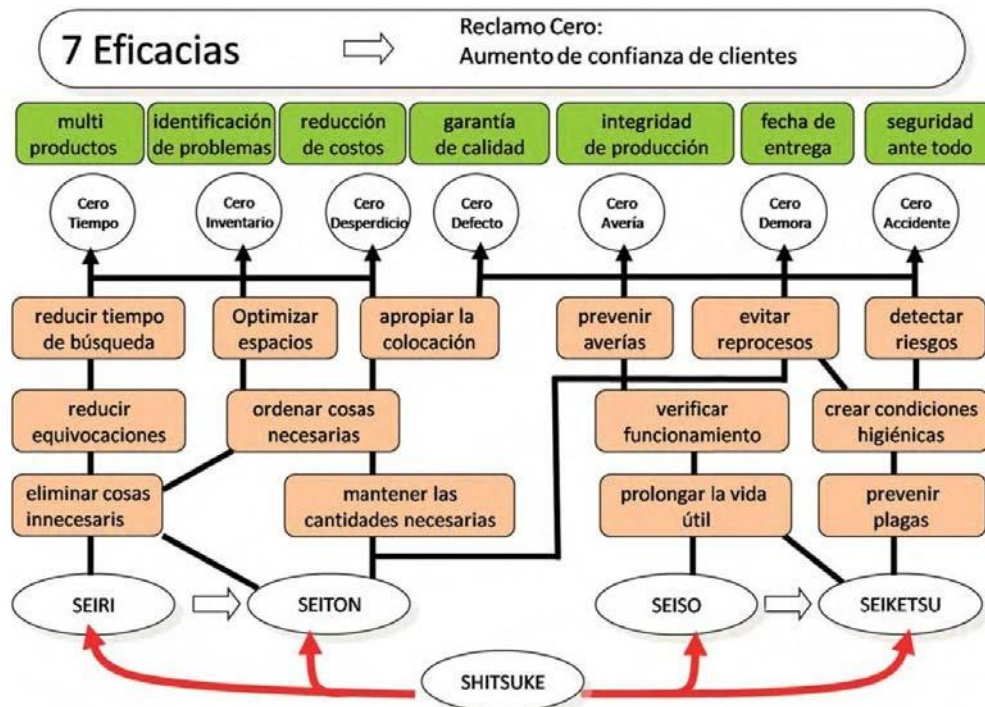 7 Eficacias
Reclamo Cero:
Aumento de confianza de clientes
multi
productos
identificación
de problemas
reducción
de costos
garantía
de calidad
integridad
de producción
fecha de
entrega
seguridad
ante todo
Cero
Tiempo
Cero
Inventario
Cero
Desperdicio
Cero
Defecto
Cero
Avería
Cero
Demora
Cero
Accidente
reducir tiempo
de búsqueda
Optimizar
espacios
apropiar la
colocación
prevenir
averías
evitar
reprocesos
detectar
riesgos
reducir
equivocaciones
ordenar cosas
necesarias
verificar
funcionamiento
crear condiciones
higiénicas
eliminar cosas
innecesaris
mantener las
cantidades necesarias
prolongar la vida
útil
prevenir
plagas
SEIRI
SEITON
SEISO
SEIKETSU
SHITSUKE